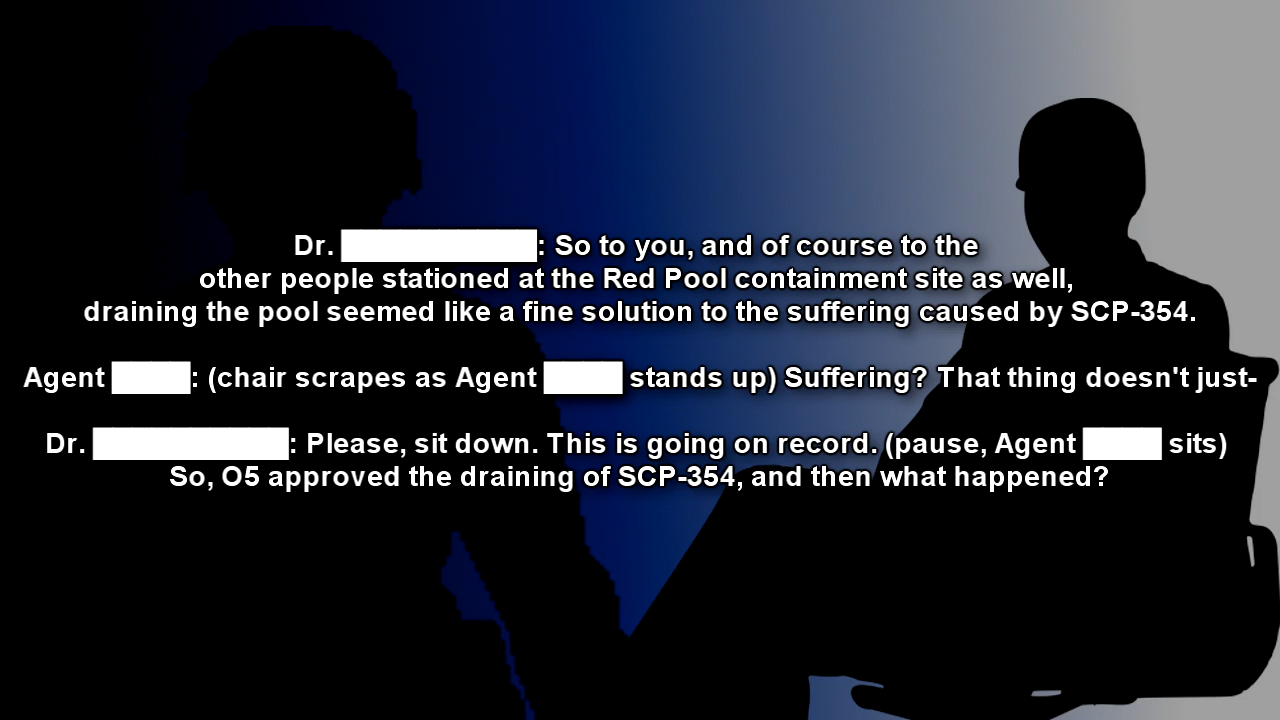 Dr. ██████████: So to you, and of course to the
other people stationed at the Red Pool containment site as well,
draining the pool seemed like a fine solution to the suffering caused by SCP-354.
Agent ████: (chair scrapes as Agent ████ stands up) Suffering? That thing doesn't just-
Dr. ██████████: Please, sit down. This is going on record. (pause, Agent ████ sits)
So, O5 approved the draining of SCP-354, and then what happened?